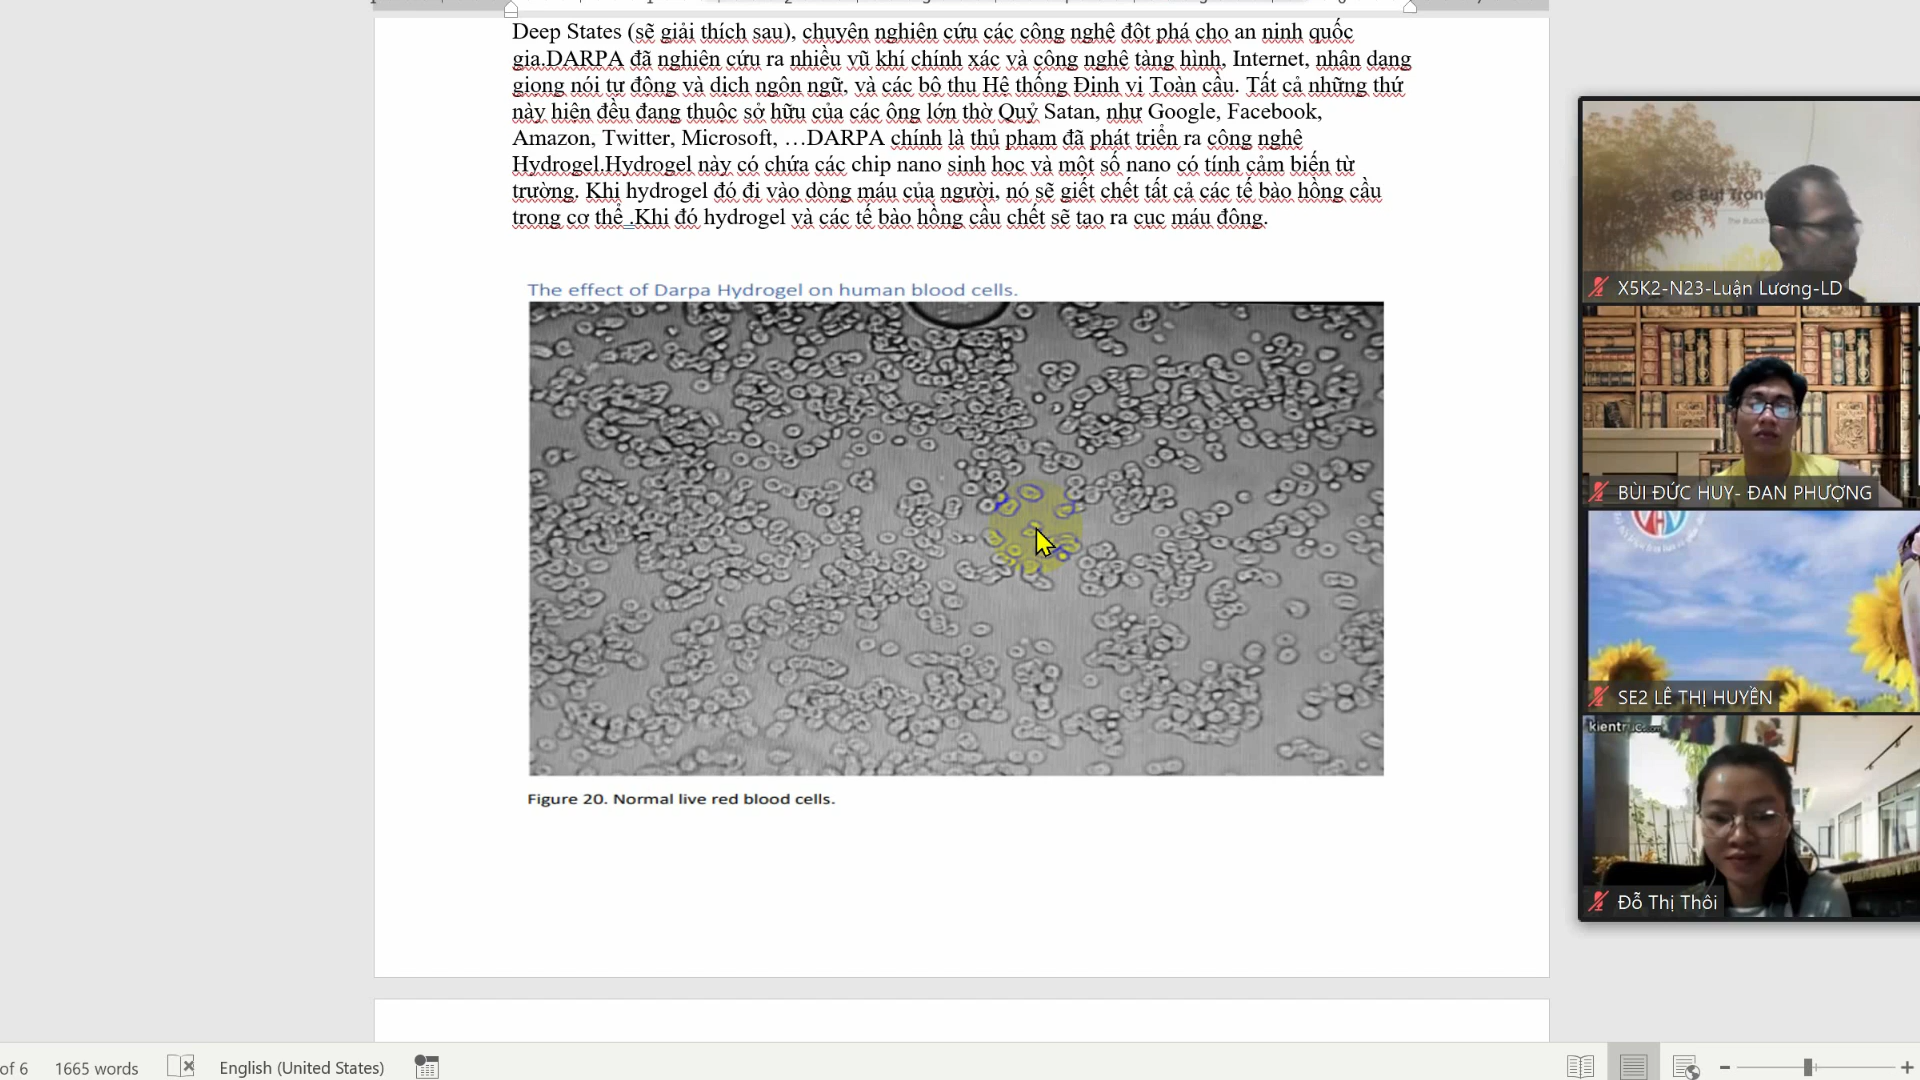 Deep States (sẽ giải thích sau), chuyên nghiên cứu các công nghệ đột phá cho an ninh quốc
gia.DARPA đã nghiên cứu ra nhiều vũ khí chính xác và công nghệ tàng hình, Internet, nhận dạng
giọng nói tự động và dịch ngôn ngữ, và các bộ thu Hệ thống Định vị Toàn cầu. Tất cả những thứ
này hiện đều đang thuộc sở hữu của các ông lớn thờ Quỷ Satan, như Google, Facebook,
Amazon, Twitter, Microsoft, …DARPA chính là thủ phạm đã phát triển ra công nghệ
Hydrogel.Hydrogel này có chứa các chip nano sinh học và một số nano có tính cảm biến từ
trường. Khi hydrogel đó đi vào dòng máu của người, nó sẽ giết chết tất cả các tế bào hồng cầu
trong cơ thể .Khi đó hydrogel và các tế bào hồng cầu chết sẽ tạo ra cục máu đông.
The effect of Darpa Hydrogel on human blood cells.
Figure 20. Normal live red blood cells.
X5K2-N23-Luận Lương-LD
BÙI ĐỨC HUY- ĐAN PHƯỢNG
SE2 LÊ THỊ HUYỀN
Đỗ Thị Thôi
of 6
1665 words
English (United States)